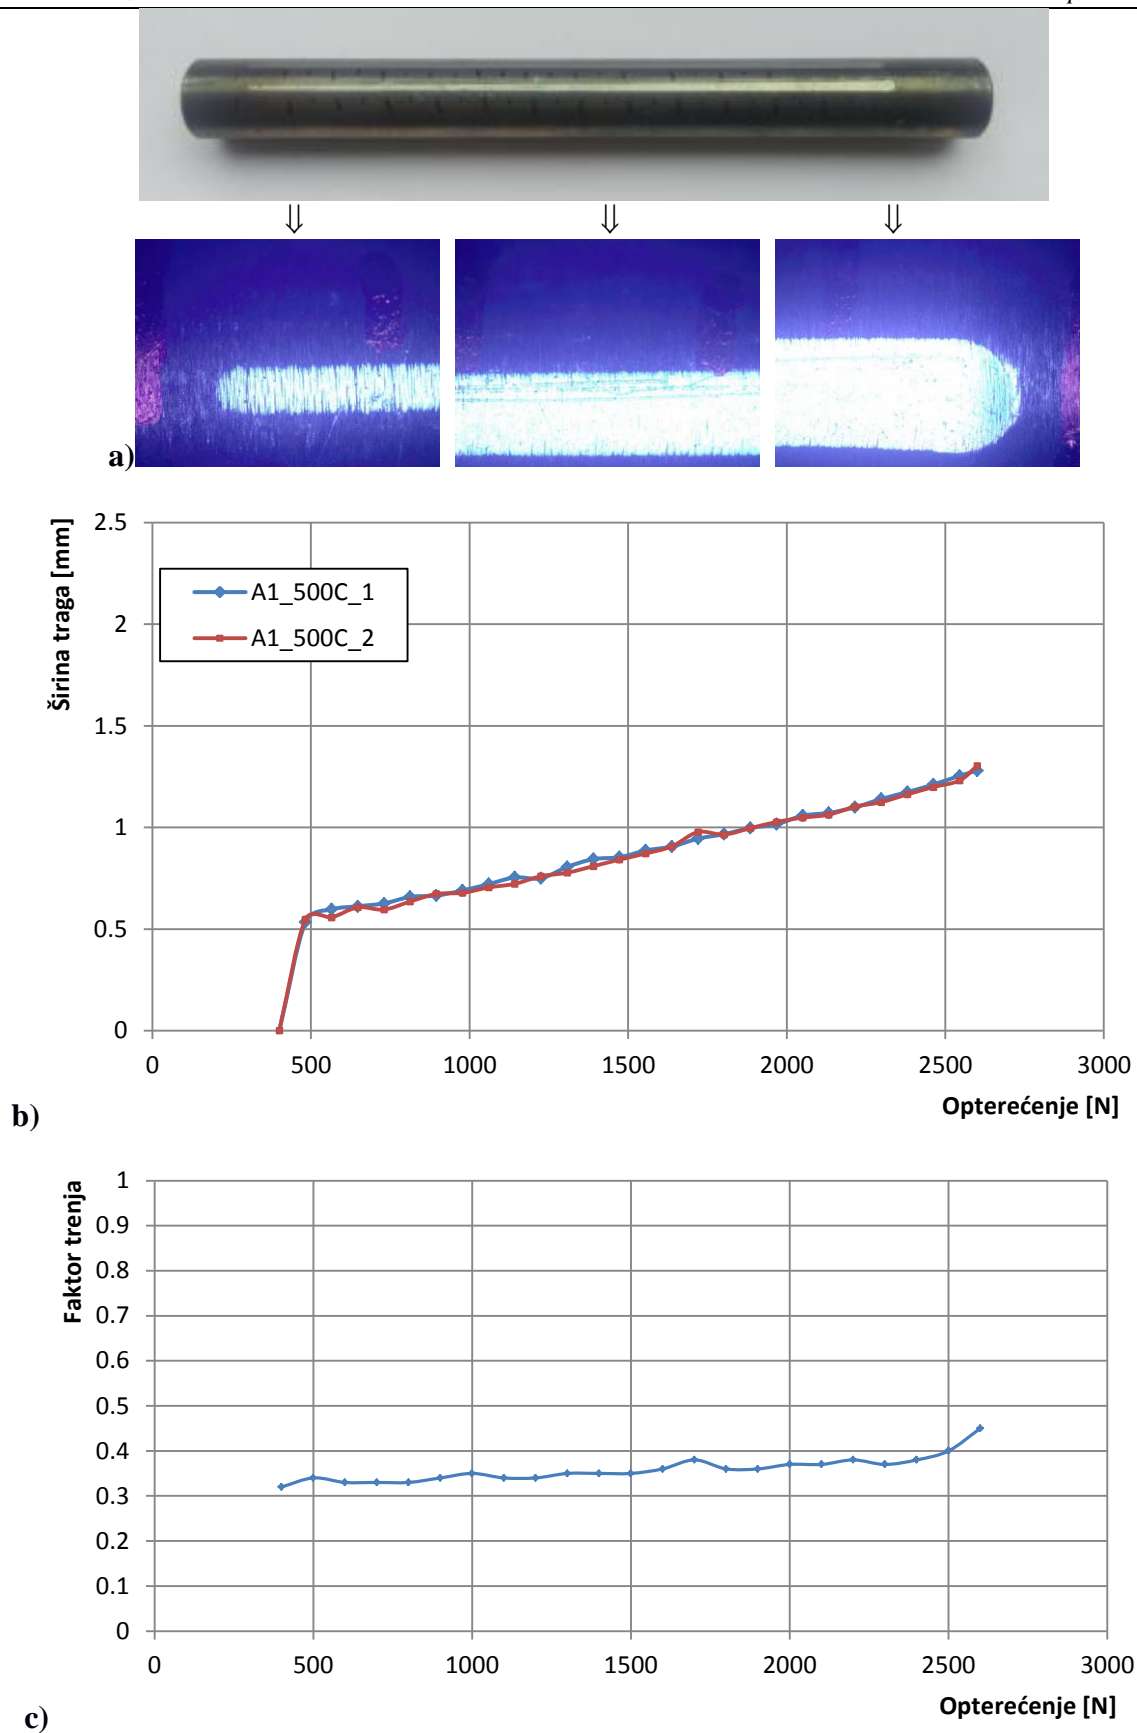 ⇓ ⇓ ⇓
a)
Širina traga [mm]
2.5
2
1.5
1
0.5
0
A1_500C_1
A1_500C_2
0 500 1000 1500 2000 2500 3000
Opterećenje [N]
b)
Faktor trenja
1
0.9
0.8
0.7
0.6
0.5
0.4
0.3
0.2
0.1
0
0 500 1000 1500 2000 2500 3000
Opterećenje [N]
c)